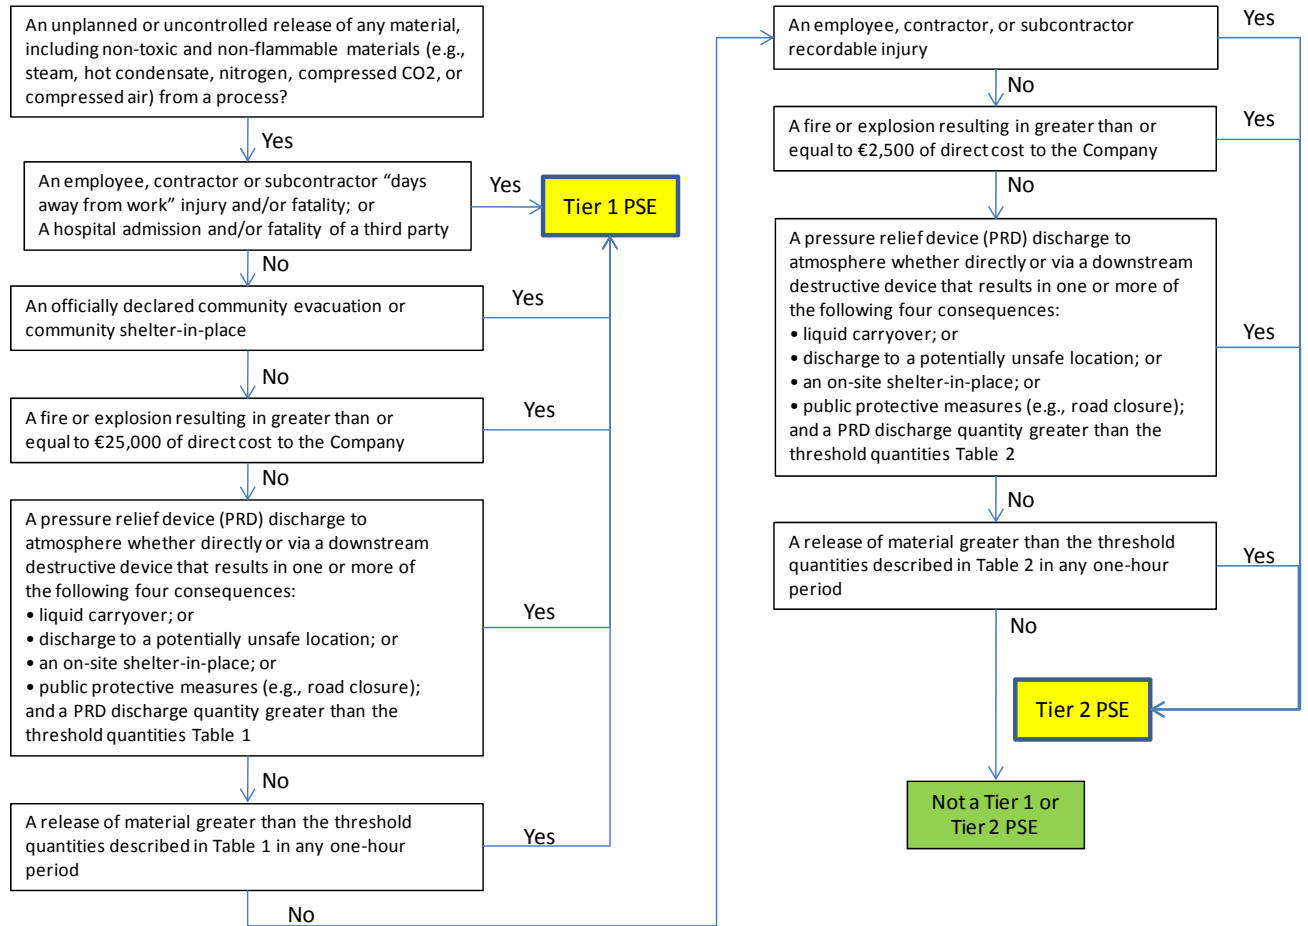 An unplanned or uncontrolled release of any material,
including non-toxic and non-flammable materials (e.g.,
steam, hot condensate, nitrogen, compressed CO2, or
compressed air) from a process?
Yes
An employee, contractor or subcontractor “days
away from work” injury and/or fatality; or
A hospital admission and/or fatality of a third party
Yes
Tier 1 PSE
No
An officially declared community evacuation or
community shelter-in-place
Yes
No
A fire or explosion resulting in greater than or
equal to €25,000 of direct cost to the Company
Yes
No
A pressure relief device (PRD) discharge to
atmosphere whether directly or via a downstream
destructive device that results in one or more of
the following four consequences:
• liquid carryover; or
• discharge to a potentially unsafe location; or
• an on-site shelter-in-place; or
• public protective measures (e.g., road closure);
and a PRD discharge quantity greater than the
threshold quantities Table 1
Yes
No
A release of material greater than the threshold
quantities described in Table 1 in any one-hour
period
Yes
No
An employee, contractor, or subcontractor
recordable injury
Yes
No
A fire or explosion resulting in greater than or
equal to €2,500 of direct cost to the Company
Yes
No
A pressure relief device (PRD) discharge to
atmosphere whether directly or via a downstream
destructive device that results in one or more of
the following four consequences:
• liquid carryover; or
• discharge to a potentially unsafe location; or
• an on-site shelter-in-place; or
• public protective measures (e.g., road closure);
and a PRD discharge quantity greater than the
threshold quantities Table 2
Yes
No
A release of material greater than the threshold
quantities described in Table 2 in any one-hour
period
Yes
No
Tier 2 PSE
Not a Tier 1 or
Tier 2 PSE